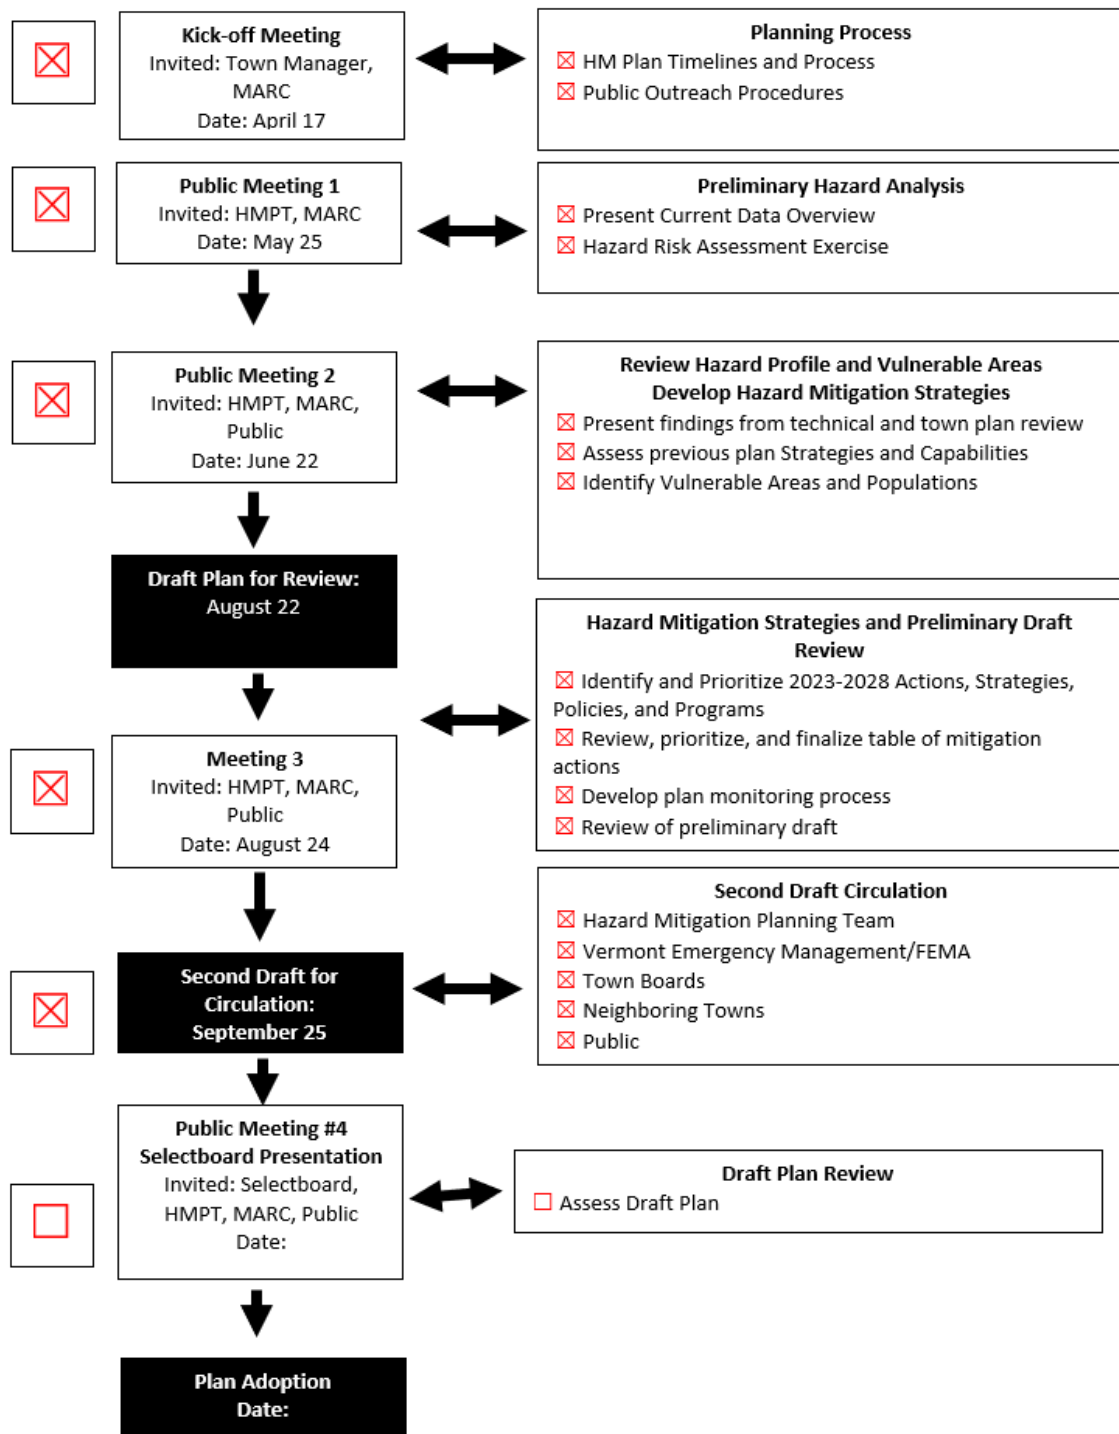 Kick-off Meeting
Invited: Town Manager,
MARC
Date: April 17
Planning Process
☒ HM Plan Timelines and Process
☒ Public Outreach Procedures
Public Meeting 1
Invited: HMPT, MARC
Date: May 25
Preliminary Hazard Analysis
☒ Present Current Data Overview
☒ Hazard Risk Assessment Exercise
Public Meeting 2
Invited: HMPT, MARC,
Public
Date: June 22
Review Hazard Profile and Vulnerable Areas
Develop Hazard Mitigation Strategies
☒ Present findings from technical and town plan review
☒ Assess previous plan Strategies and Capabilities
☒ Identify Vulnerable Areas and Populations
Draft Plan for Review:
August 22
Hazard Mitigation Strategies and Preliminary Draft
Review
☒ Identify and Prioritize 2023-2028 Actions, Strategies,
Policies, and Programs
☒ Review, prioritize, and finalize table of mitigation
actions
☒ Develop plan monitoring process
☒ Review of preliminary draft
Meeting 3
Invited: HMPT, MARC,
Public
Date: August 24
Second Draft Circulation
☒ Hazard Mitigation Planning Team
☒ Vermont Emergency Management/FEMA
☒ Town Boards
☒ Neighboring Towns
☒ Public
Second Draft for
Circulation:
September 25
Public Meeting #4
Selectboard Presentation
Invited: Selectboard,
HMPT, MARC, Public
Date:
Draft Plan Review
☐ Assess Draft Plan
Plan Adoption
Date: